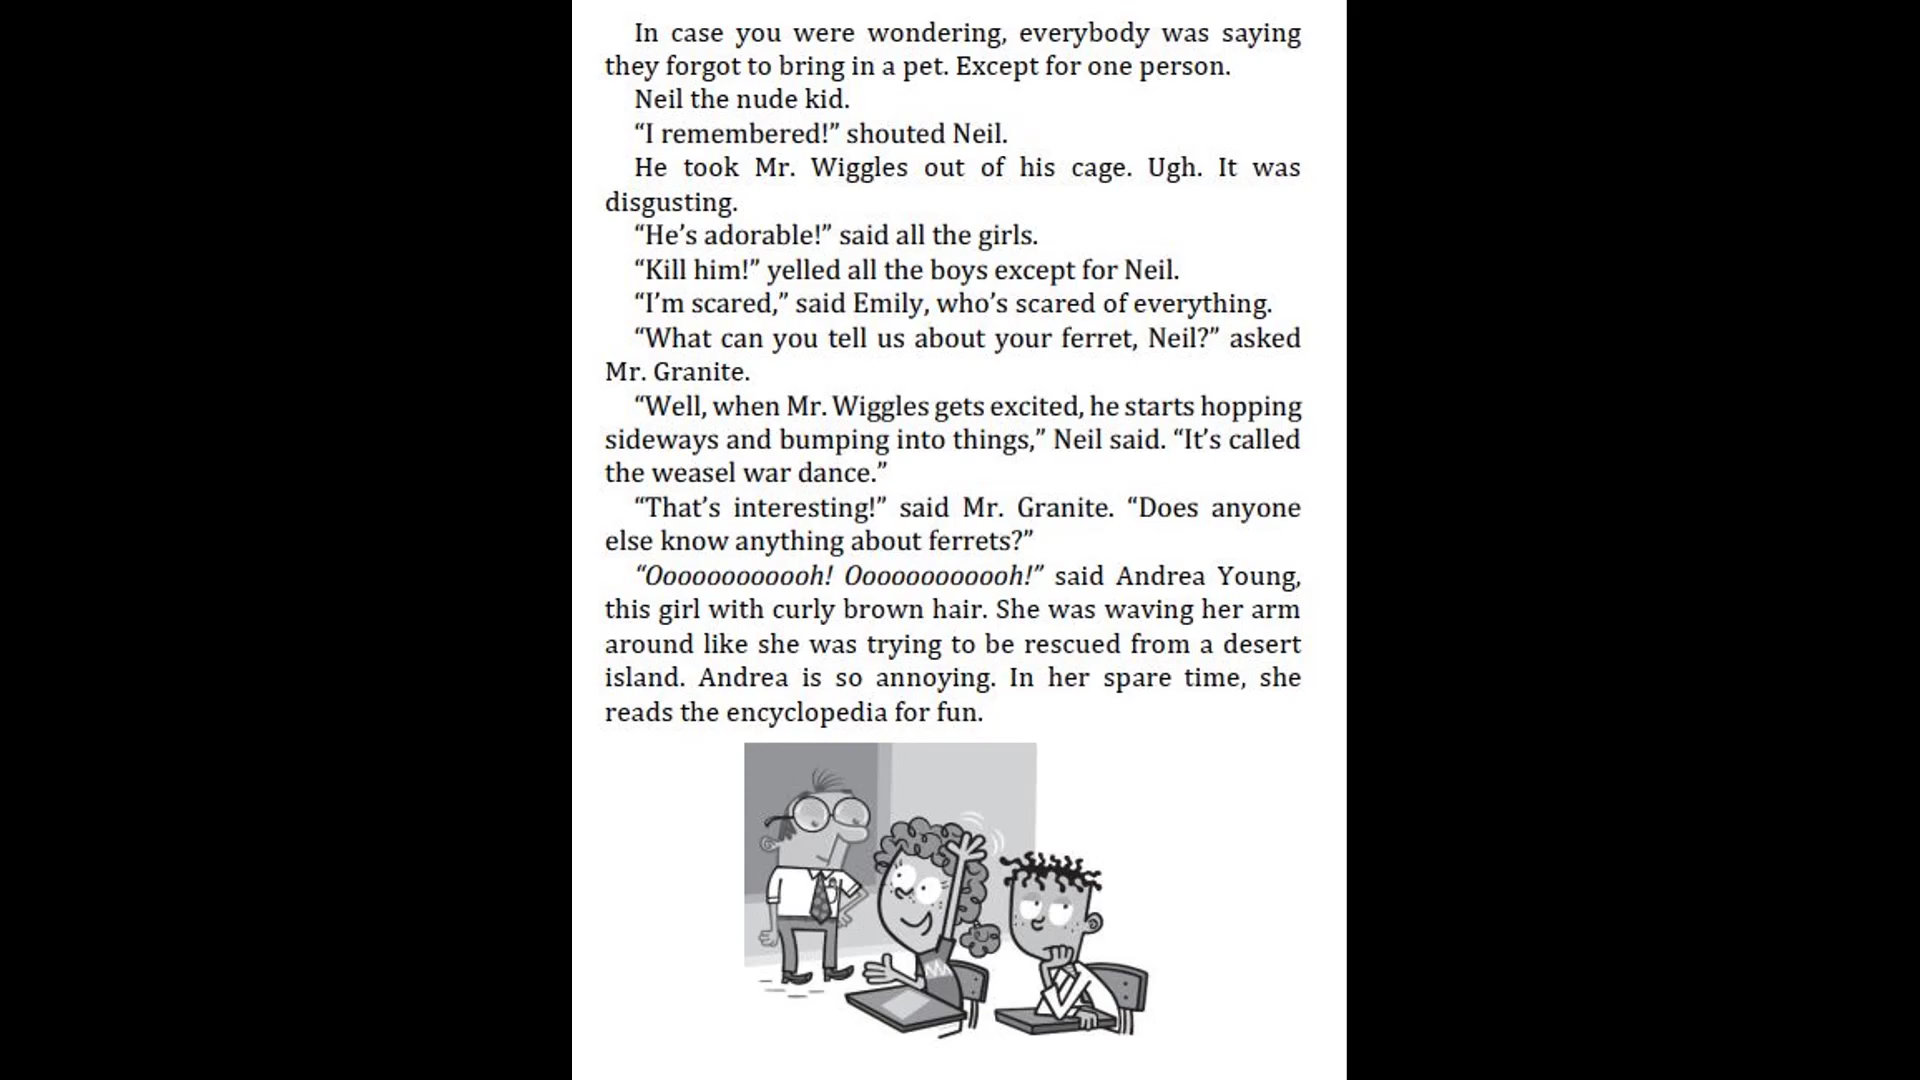 In case you were wondering, everybody was saying
they forgot to bring in a pet. Except for one person.
Neil the nude kid.
“I remembered!” shouted Neil.
He took Mr. Wiggles out of his cage. Ugh. It was
disgusting.
“He’s adorable!” said all the girls.
“Kill him!” yelled all the boys except for Neil.
“I’m scared,” said Emily, who’s scared of everything.
“What can you tell us about your ferret, Neil?” asked
Mr. Granite.
“Well, when Mr. Wiggles gets excited, he starts hopping
sideways and bumping into things,” Neil said. “It’s called
the weasel war dance.”
“That’s interesting!” said Mr. Granite. “Does anyone
else know anything about ferrets?”
“Ooooooooooooh! Ooooooooooooh!” said Andrea Young,
this girl with curly brown hair. She was waving her arm
around like she was trying to be rescued from a desert
island. Andrea is so annoying. In her spare time, she
reads the encyclopedia for fun.